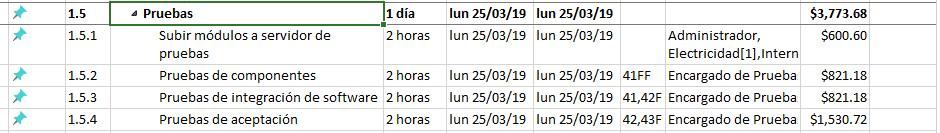 1.5 Pruebas 1 día lun 25/03/19 lun 25/03/19 $3,773.68
1.5.1 Subir módulos a servidor de pruebas 2 horas lun 25/03/19 lun 25/03/19 Administrador, Electricidad[1],Intern $600.60
1.5.2 Pruebas de componentes 2 horas lun 25/03/19 lun 25/03/19 41FF Encargado de Prueba $821.18
1.5.3 Pruebas de integración de software 2 horas lun 25/03/19 lun 25/03/19 41,42F Encargado de Prueba $821.18
1.5.4 Pruebas de aceptación 2 horas lun 25/03/19 lun 25/03/19 42,43F Encargado de Prueba $1,530.72